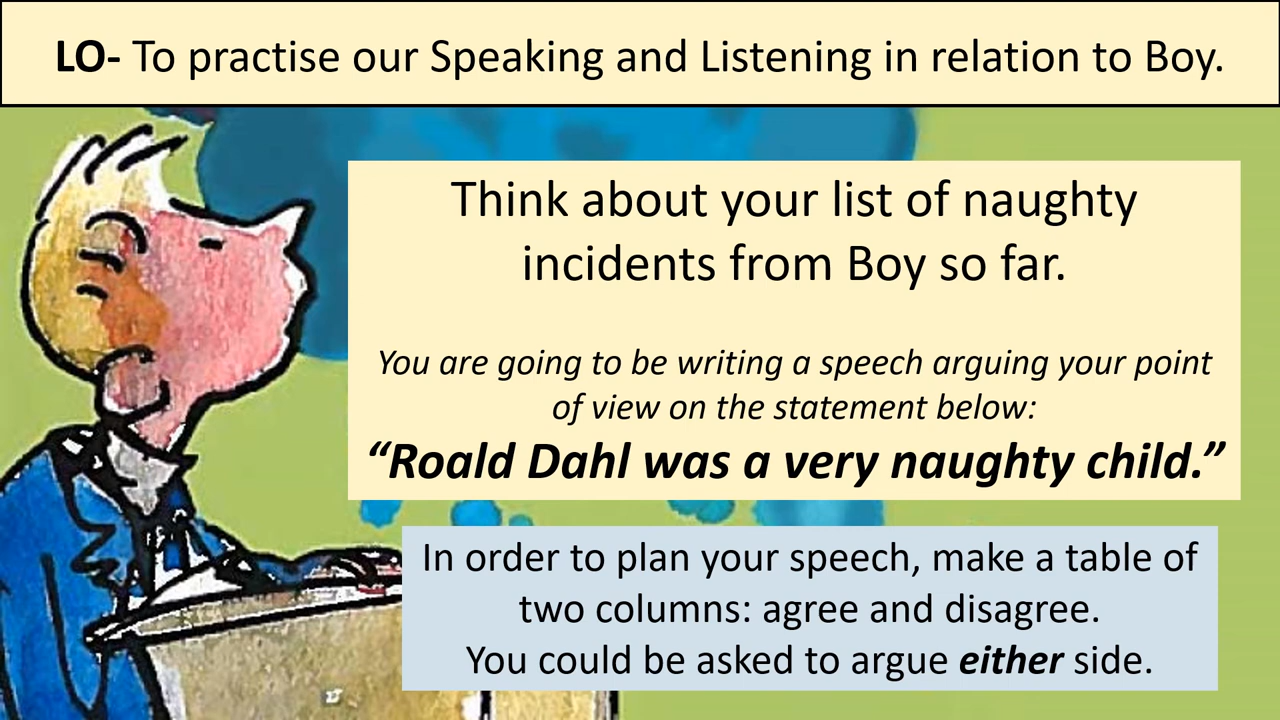 LO- To practise our Speaking and Listening in relation to Boy.
Think about your list of naughty
incidents from Boy so far.
You are going to be writing a speech arguing your point
of view on the statement below:
“Roald Dahl was a very naughty child.”
In order to plan your speech, make a table of
two columns: agree and disagree.
You could be asked to argue either side.